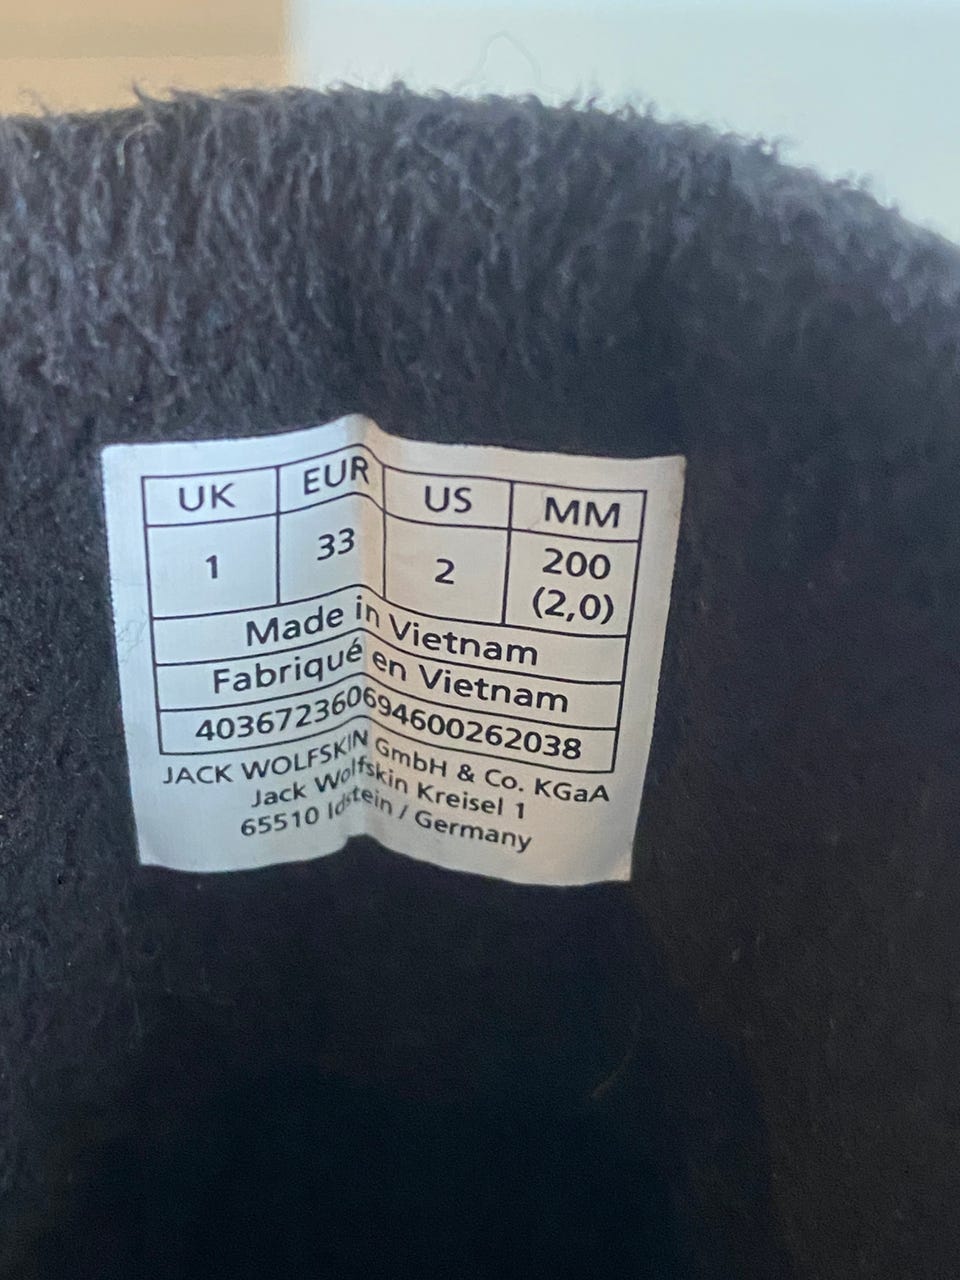 UK EUR US MM
1 33 2 200
(2,0)
Made in Vietnam
Fabriqué en Vietnam
403672360694600262038
JACK WOLFSKIN GmbH & Co. KGaA
Jack Wolfskin Kreisel 1
65510 Idstein / Germany